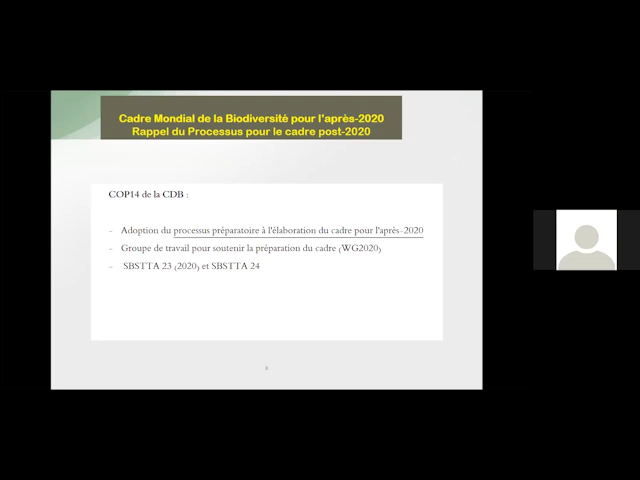 Cadre Mondial de la Biodiversité pour l'après-2020
Rappel du Processus pour le cadre post-2020
COP14 de la CDB :
- Adoption du processus préparatoire à l'élaboration du cadre pour l'après-2020
- Groupe de travail pour soutenir la préparation du cadre (WG2020)
- SBSTTA 23 (2020) et SBSTTA 24